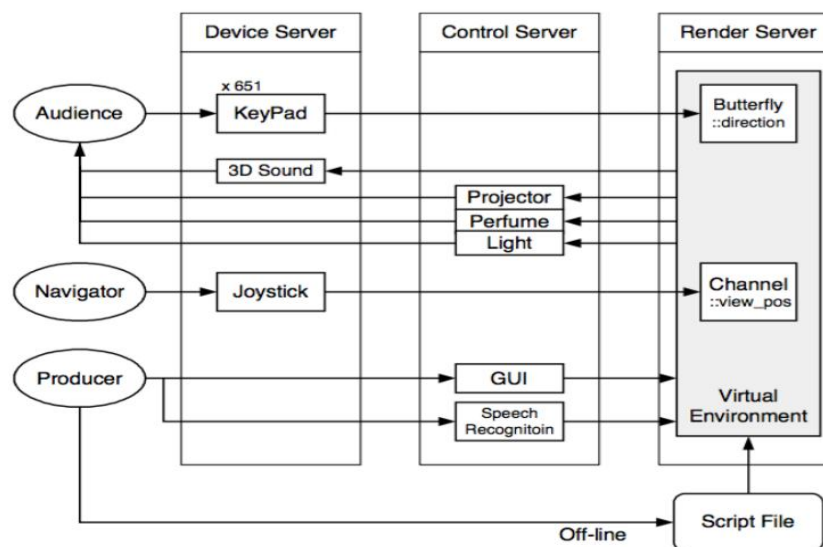 Device Server
Control Server
Render Server
x 651
Audience
KeyPad
Butterfly
::direction
3D Sound
Projector
Perfume
Light
Navigator
Joystick
Channel
::view_pos
Producer
GUI
Speech
Recognitoin
Virtual
Environment
Off-line
Script File